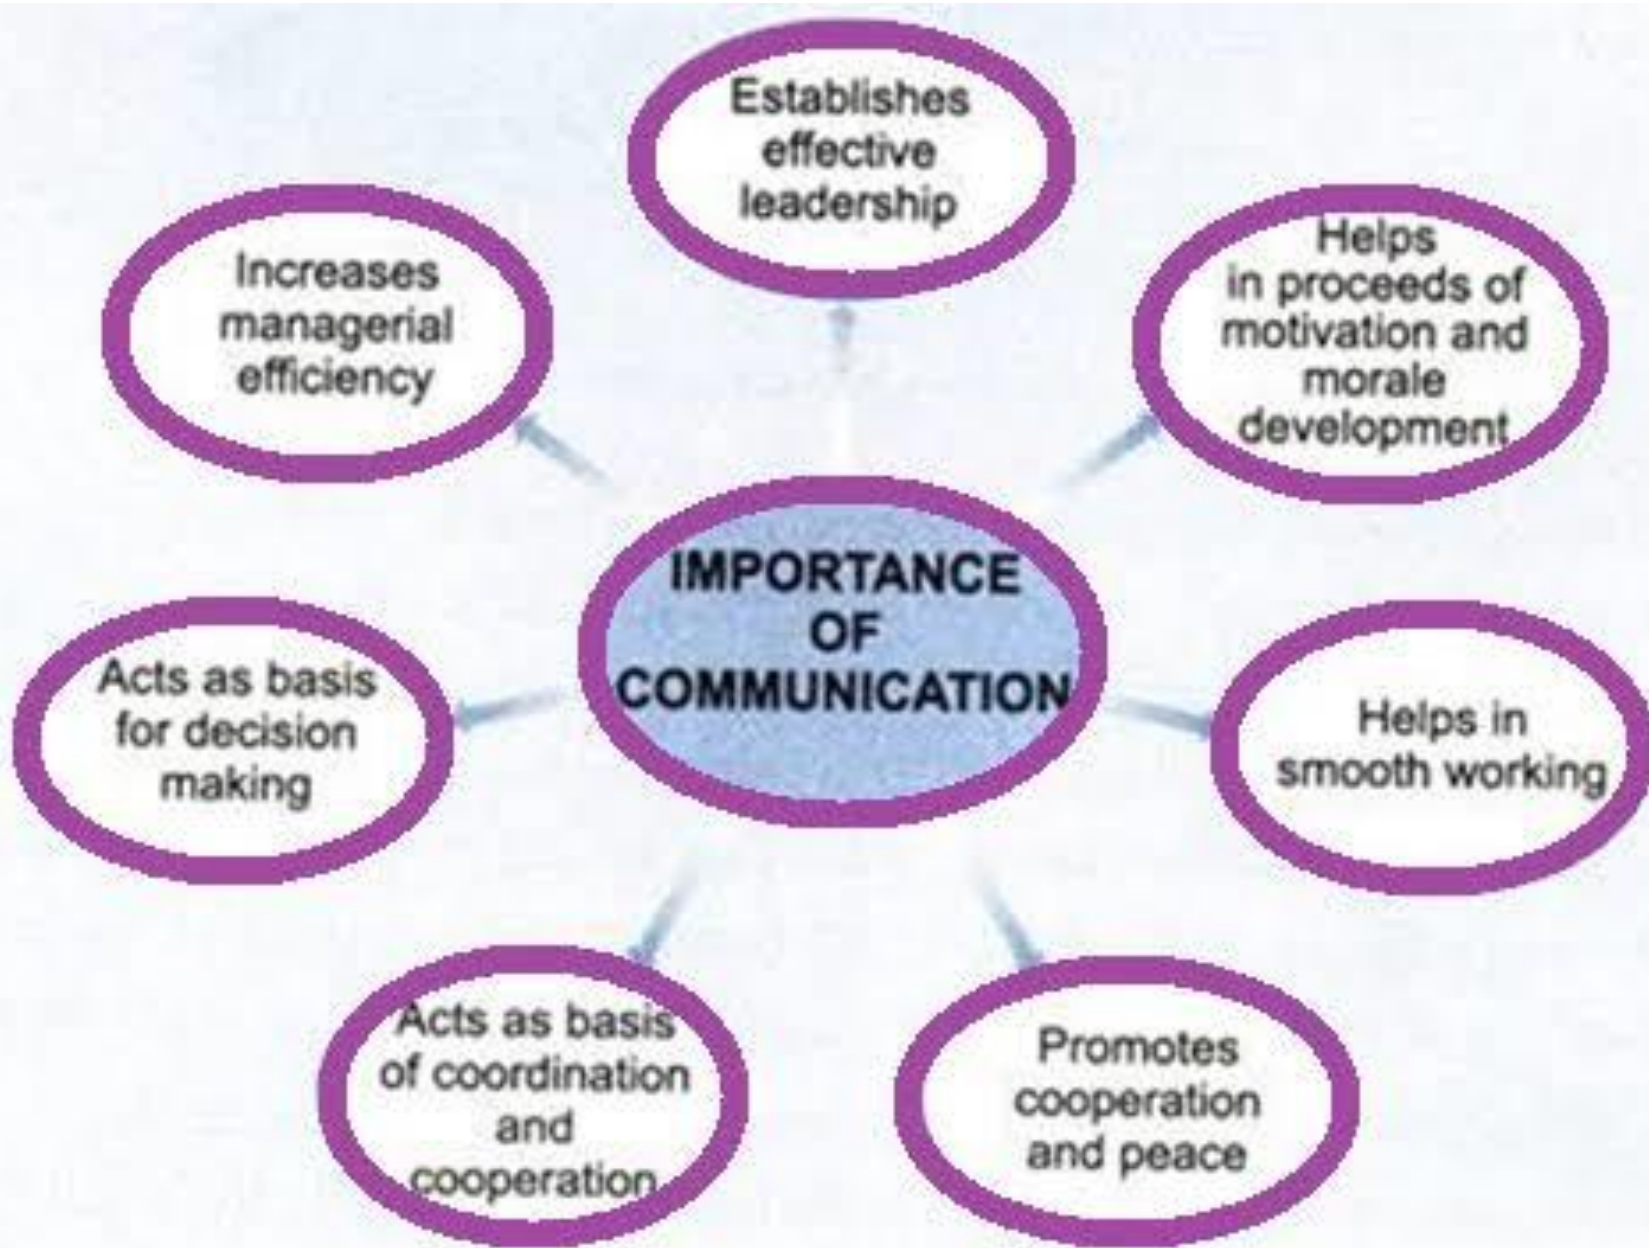 Establishes
effective
leadership
Helps
in proceeds of
motivation and
morale
development
Increases
managerial
efficiency
IMPORTANCE
OF
COMMUNICATION
Acts as basis
for decision
making
Helps in
smooth working
Acts as basis
of coordination
and
cooperation
Promotes
cooperation
and peace